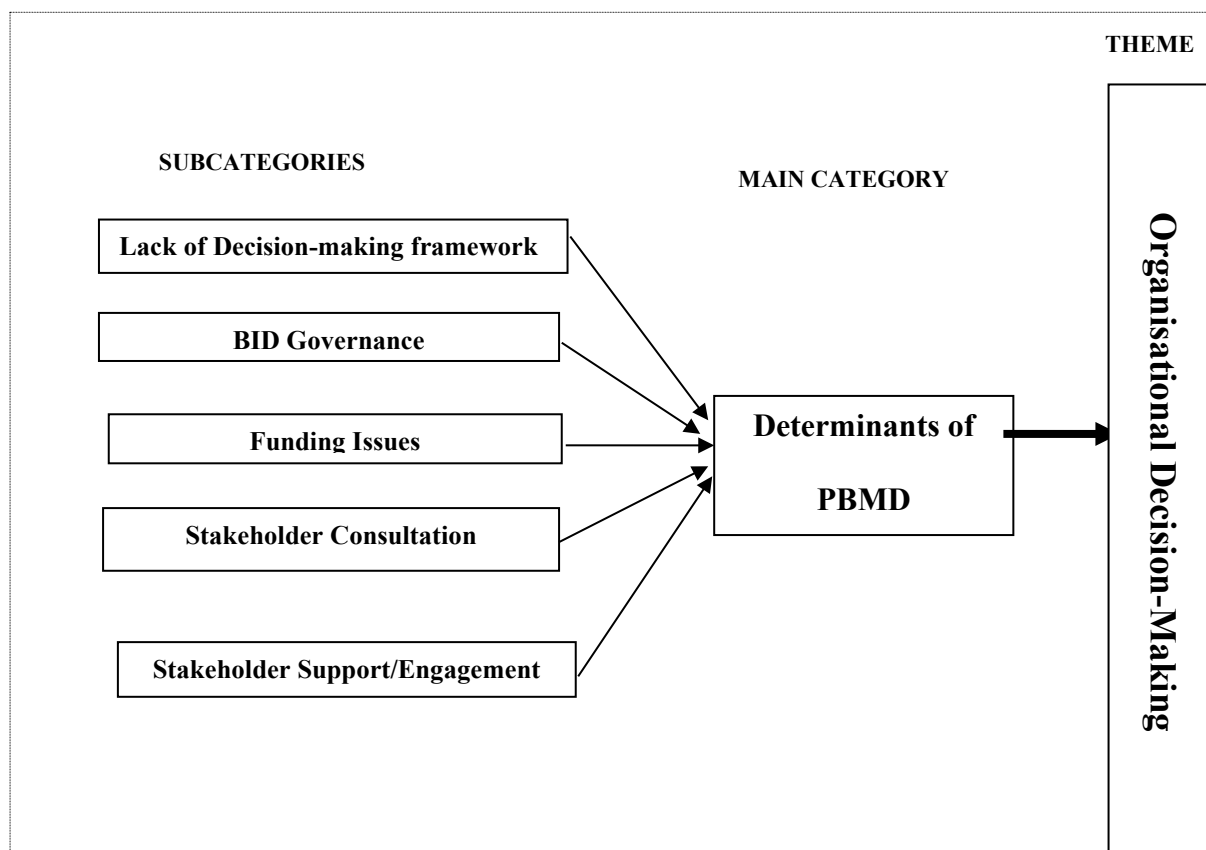 THEME
SUBCATEGORIES
MAIN CATEGORY
Lack of Decision-making framework
BID Governance
Funding Issues
Stakeholder Consultation
Stakeholder Support/Engagement
Determinants of
PBMD
Organisational Decision-Making